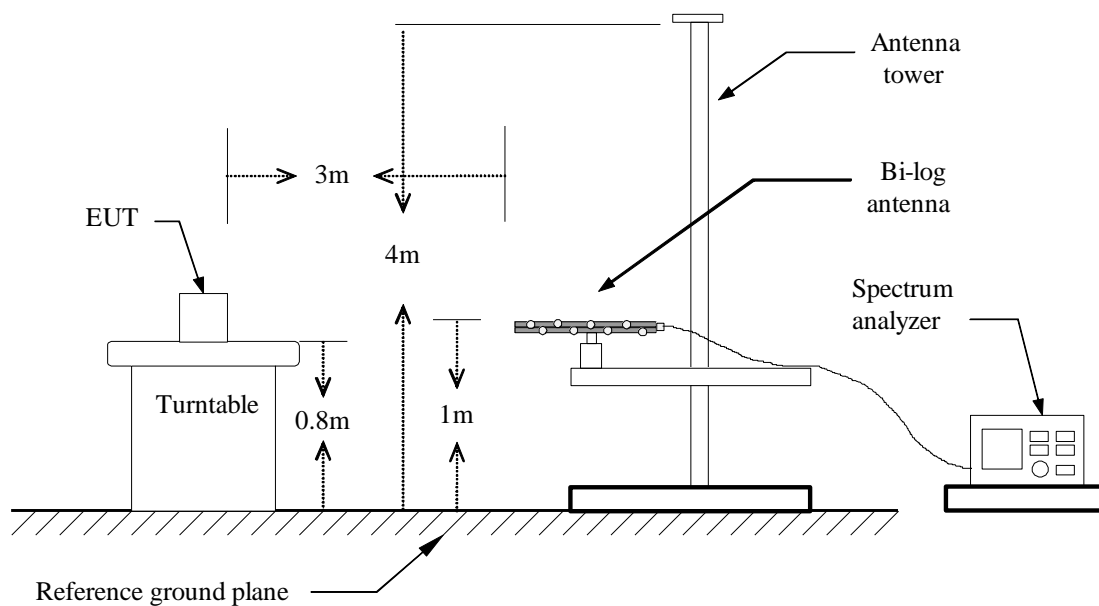 Antenna
tower
3m
Bi-log
antenna
EUT
4m
Spectrum
analyzer
Turntable
0.8m
1m
Reference ground plane